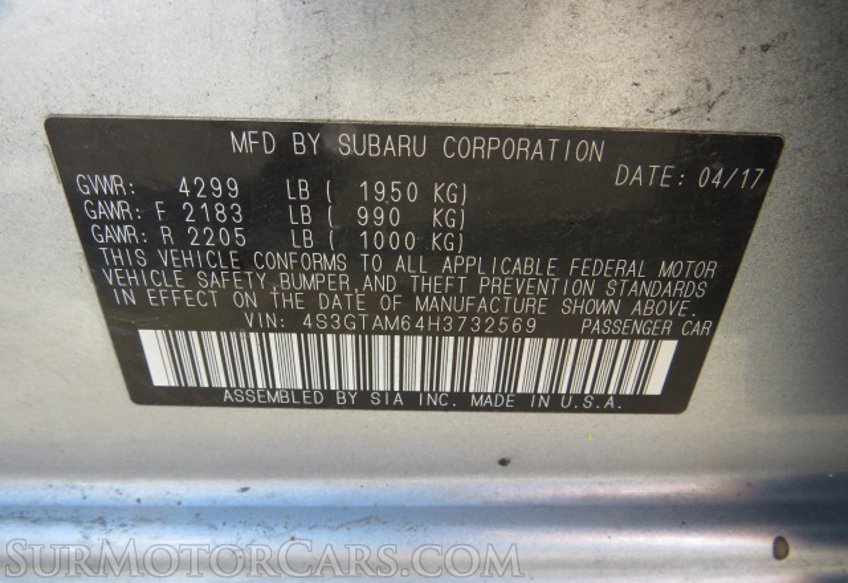 MFD BY SUBARU CORPORATION
DATE: 04/17
GVWR: 4299 LB ( 1950 KG)
GAWR: F 2183 LB ( 990 KG)
GAWR: R 2205 LB ( 1000 KG)
THIS VEHICLE CONFORMS TO ALL APPLICABLE FEDERAL MOTOR
VEHICLE SAFETY, BUMPER, AND THEFT PREVENTION STANDARDS
IN EFFECT ON THE DATE OF MANUFACTURE SHOWN ABOVE.
VIN: 4S3GTAM64H3732569 PASSENGER CAR
ASSEMBLED BY SIA INC. MADE IN U.S.A.
SurMotorCars.com